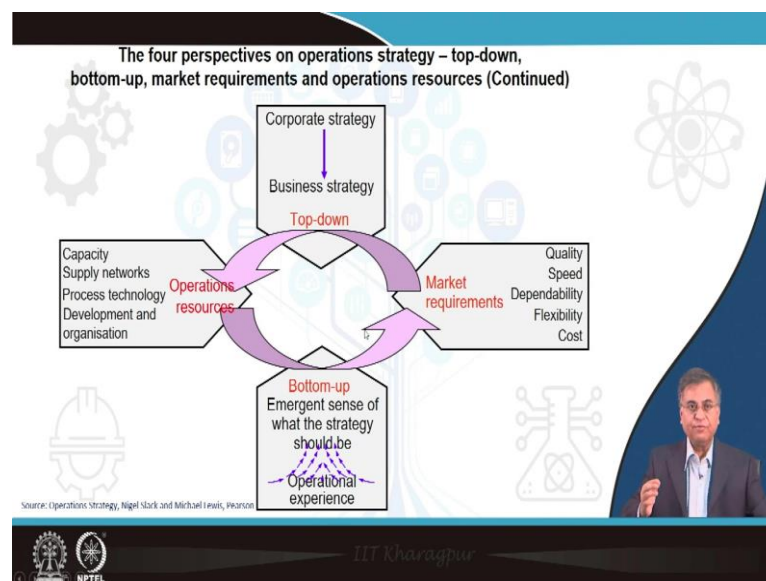 The four perspectives on operations strategy – top-down,
bottom-up, market requirements and operations resources (Continued)
Corporate strategy
Business strategy
Top-down
Capacity
Supply networks
Process technology
Development and
organisation
Operations
resources
Market
requirements
Quality
Speed
Dependability
Flexibility
Cost
Bottom-up
Emergent sense of
what the strategy
should be
Operational
experience
Source: Operations Strategy, Nigel Slack and Michael Lewis, Pearson
IIT Kharagpur
NPTEL